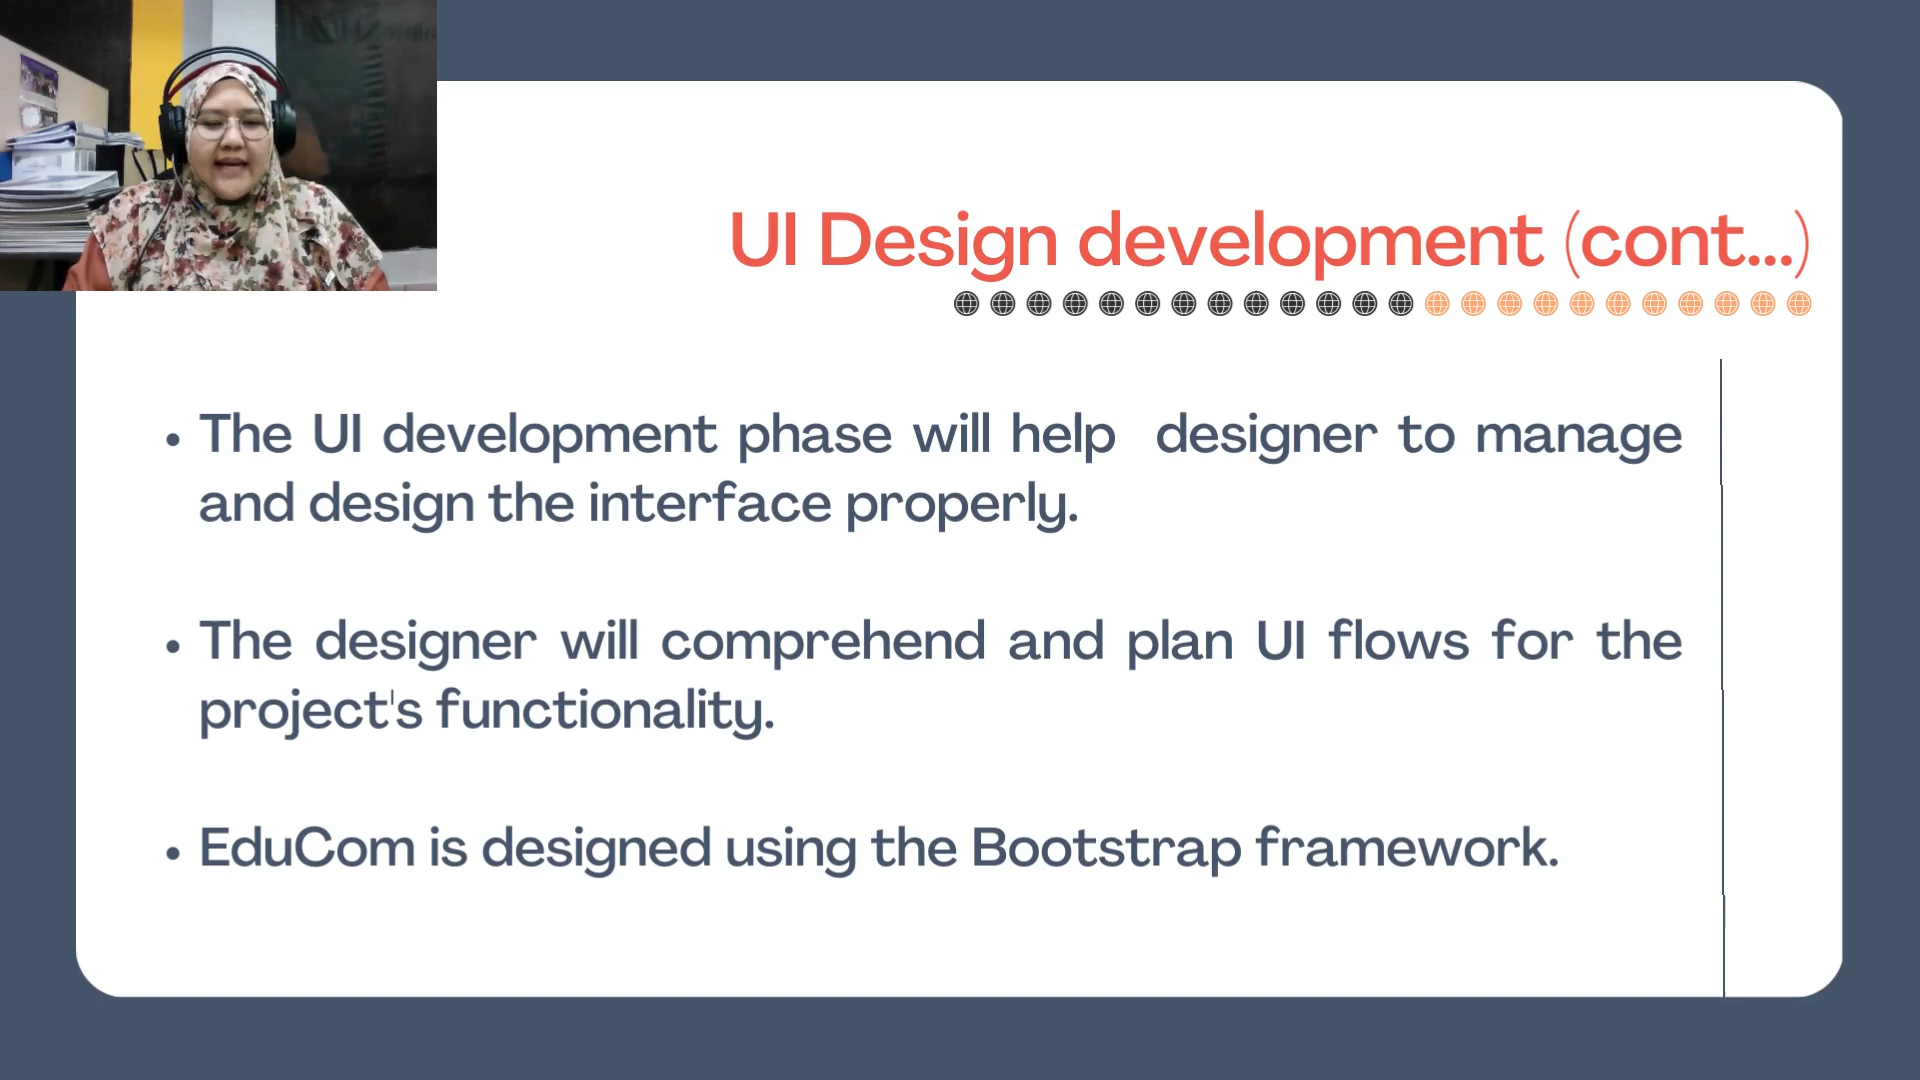 UI Design development (cont...)
• The UI development phase will help designer to manage
and design the interface properly.
• The designer will comprehend and plan UI flows for the
project's functionality.
• EduCom is designed using the Bootstrap framework.